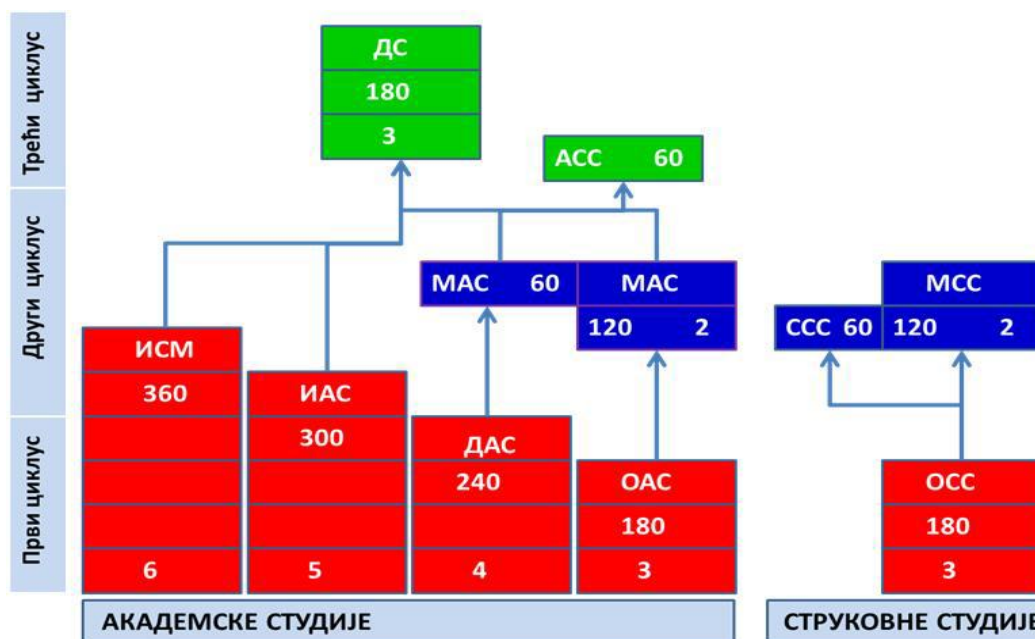 Трећи циклус
ДС
180
3
АСС 60
Други циклус
МАС 60
МАС
120 2
МСС
ССС 60
120 2
ИСМ
360
ИАС
300
Први циклус
ДАС
240
ОАС
180
ОСС
180
6
5
4
3
3
АКАДЕМСКЕ СТУДИЈЕ
СТРУКОВНЕ СТУДИЈЕ